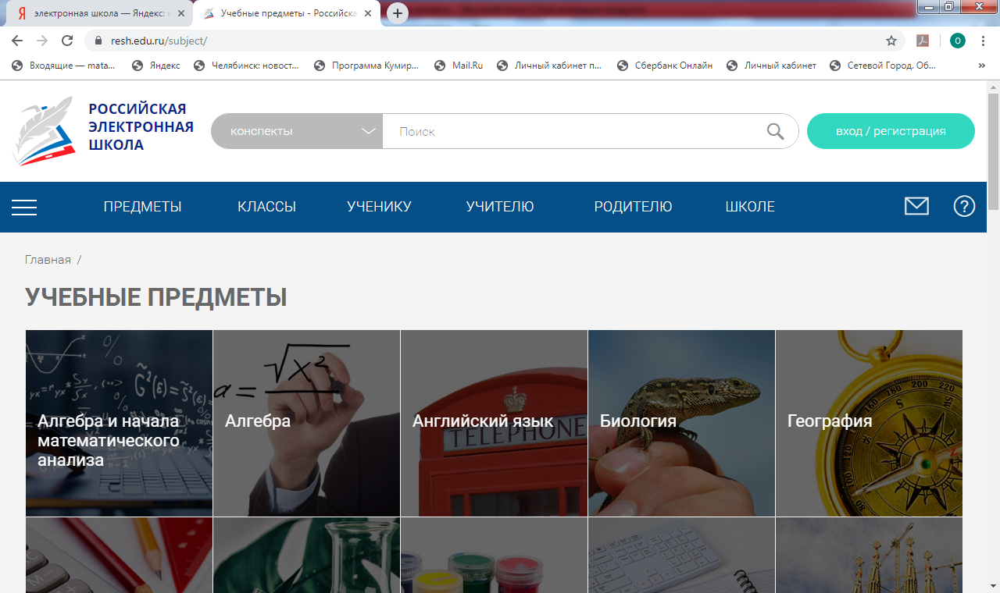 электронная школа — Яндекс: н
Учебные предметы - Российска
resh.edu.ru/subject/
О
Входящие — mata...
Яндекс
Челябинск: новост...
Программа Кумир...
Mail.Ru
Личный кабинет п...
Сбербанк Онлайн
Личный кабинет
Сетевой Город. Об...
РОССИЙСКАЯ
ЭЛЕКТРОННАЯ
ШКОЛА
конспекты
Поиск
вход / регистрация
ПРЕДМЕТЫ
КЛАССЫ
УЧЕНИКУ
УЧИТЕЛЮ
РОДИТЕЛЮ
ШКОЛЕ
Главная /
УЧЕБНЫЕ ПРЕДМЕТЫ
Алгебра и начала
математического
анализа
Алгебра
Английский язык
TELEPHONE
Биология
География